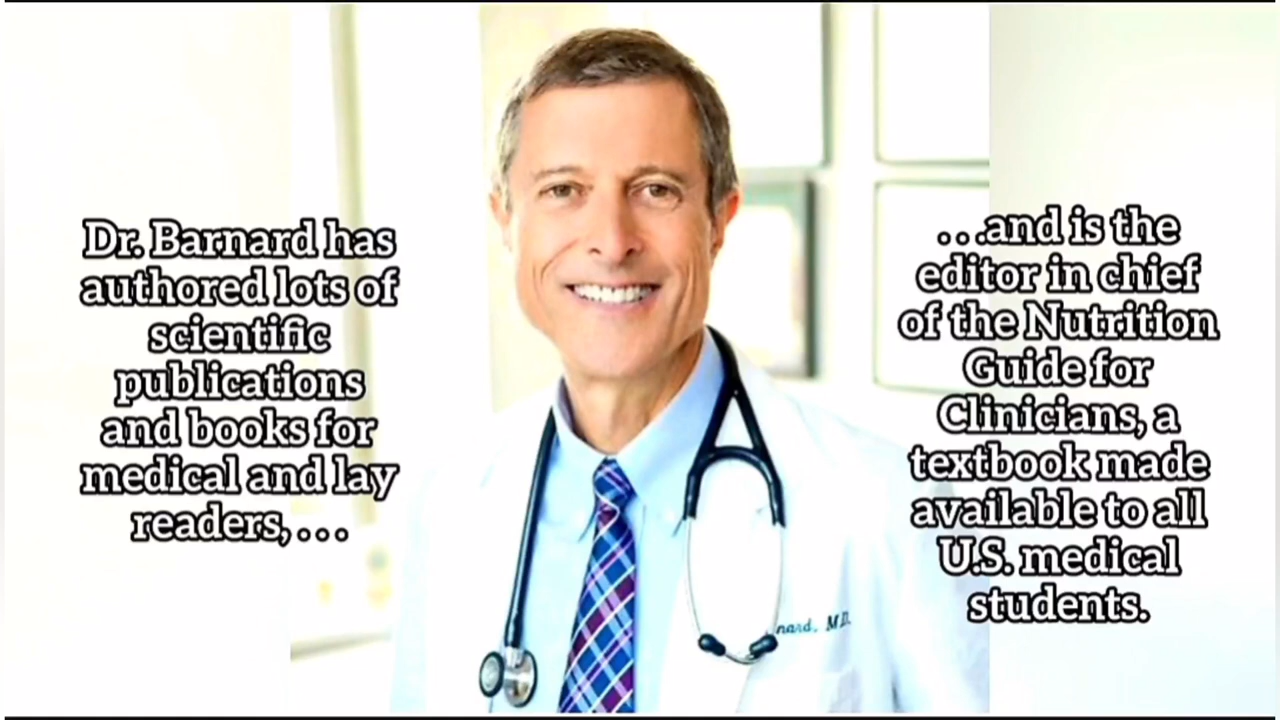 Dr. Barnard has
authored lots of
scientific
publications
and books for
medical and lay
readers, . . .
. . .and is the
editor in chief
of the Nutrition
Guide for
Clinicians, a
textbook made
available to all
U.S. medical
students.
nard, M.D.